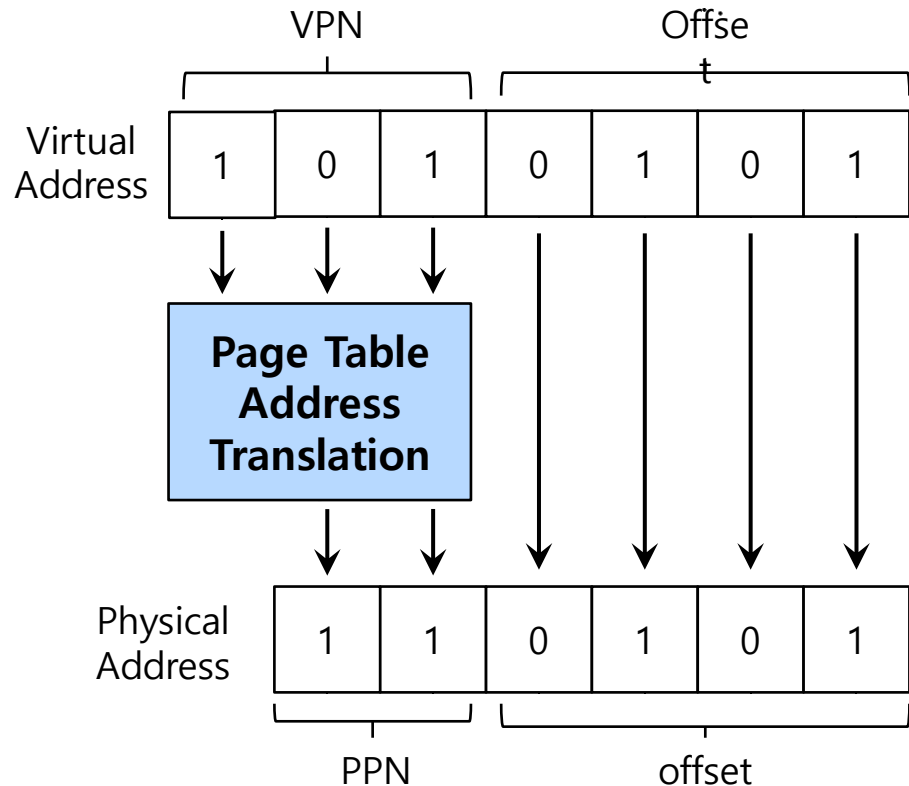 VPN
Offse
t
Virtual
Address
1 0 1 0 1 0 1
Page Table
Address
Translation
Physical
Address
1 1 0 1 0 1
PPN
offset